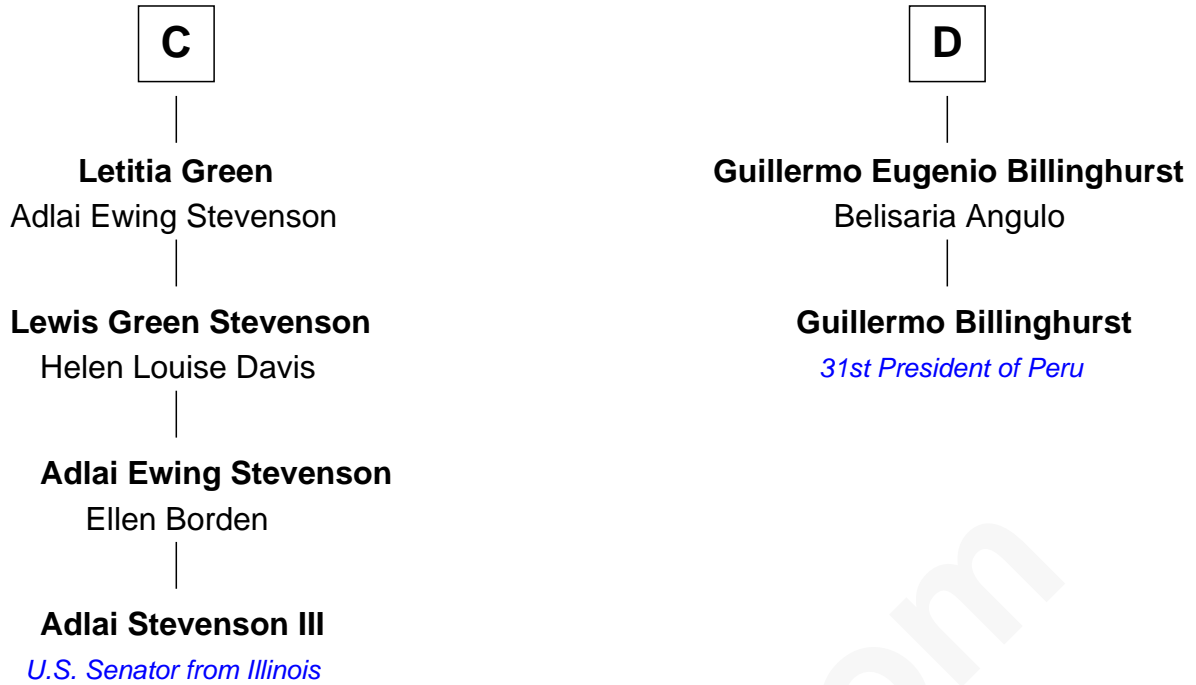 C
Letitia Green
Adlai Ewing Stevenson
Lewis Green Stevenson
Helen Louise Davis
Adlai Ewing Stevenson
Ellen Borden
Adlai Stevenson III
U.S. Senator from Illinois
D
Guillermo Eugenio Billinghurst
Belisaria Angulo
Guillermo Billinghurst
31st President of Peru
om